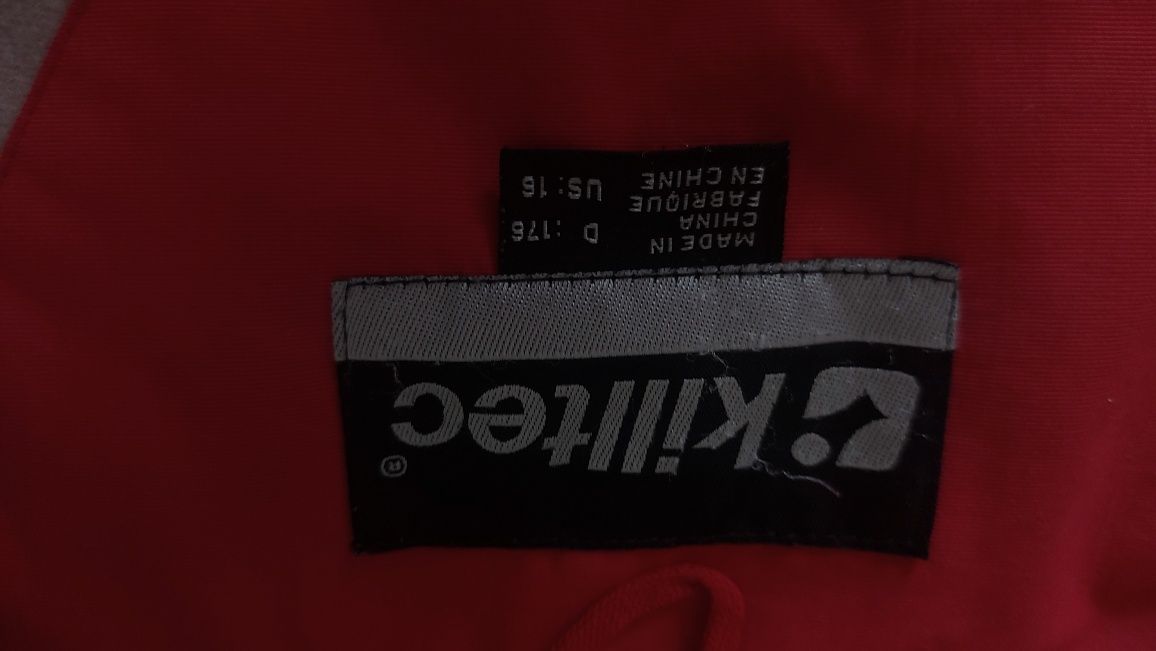 killtec®
MADE IN
CHINA
FABRIQUE
EN CHINE
D : 176
US: 16